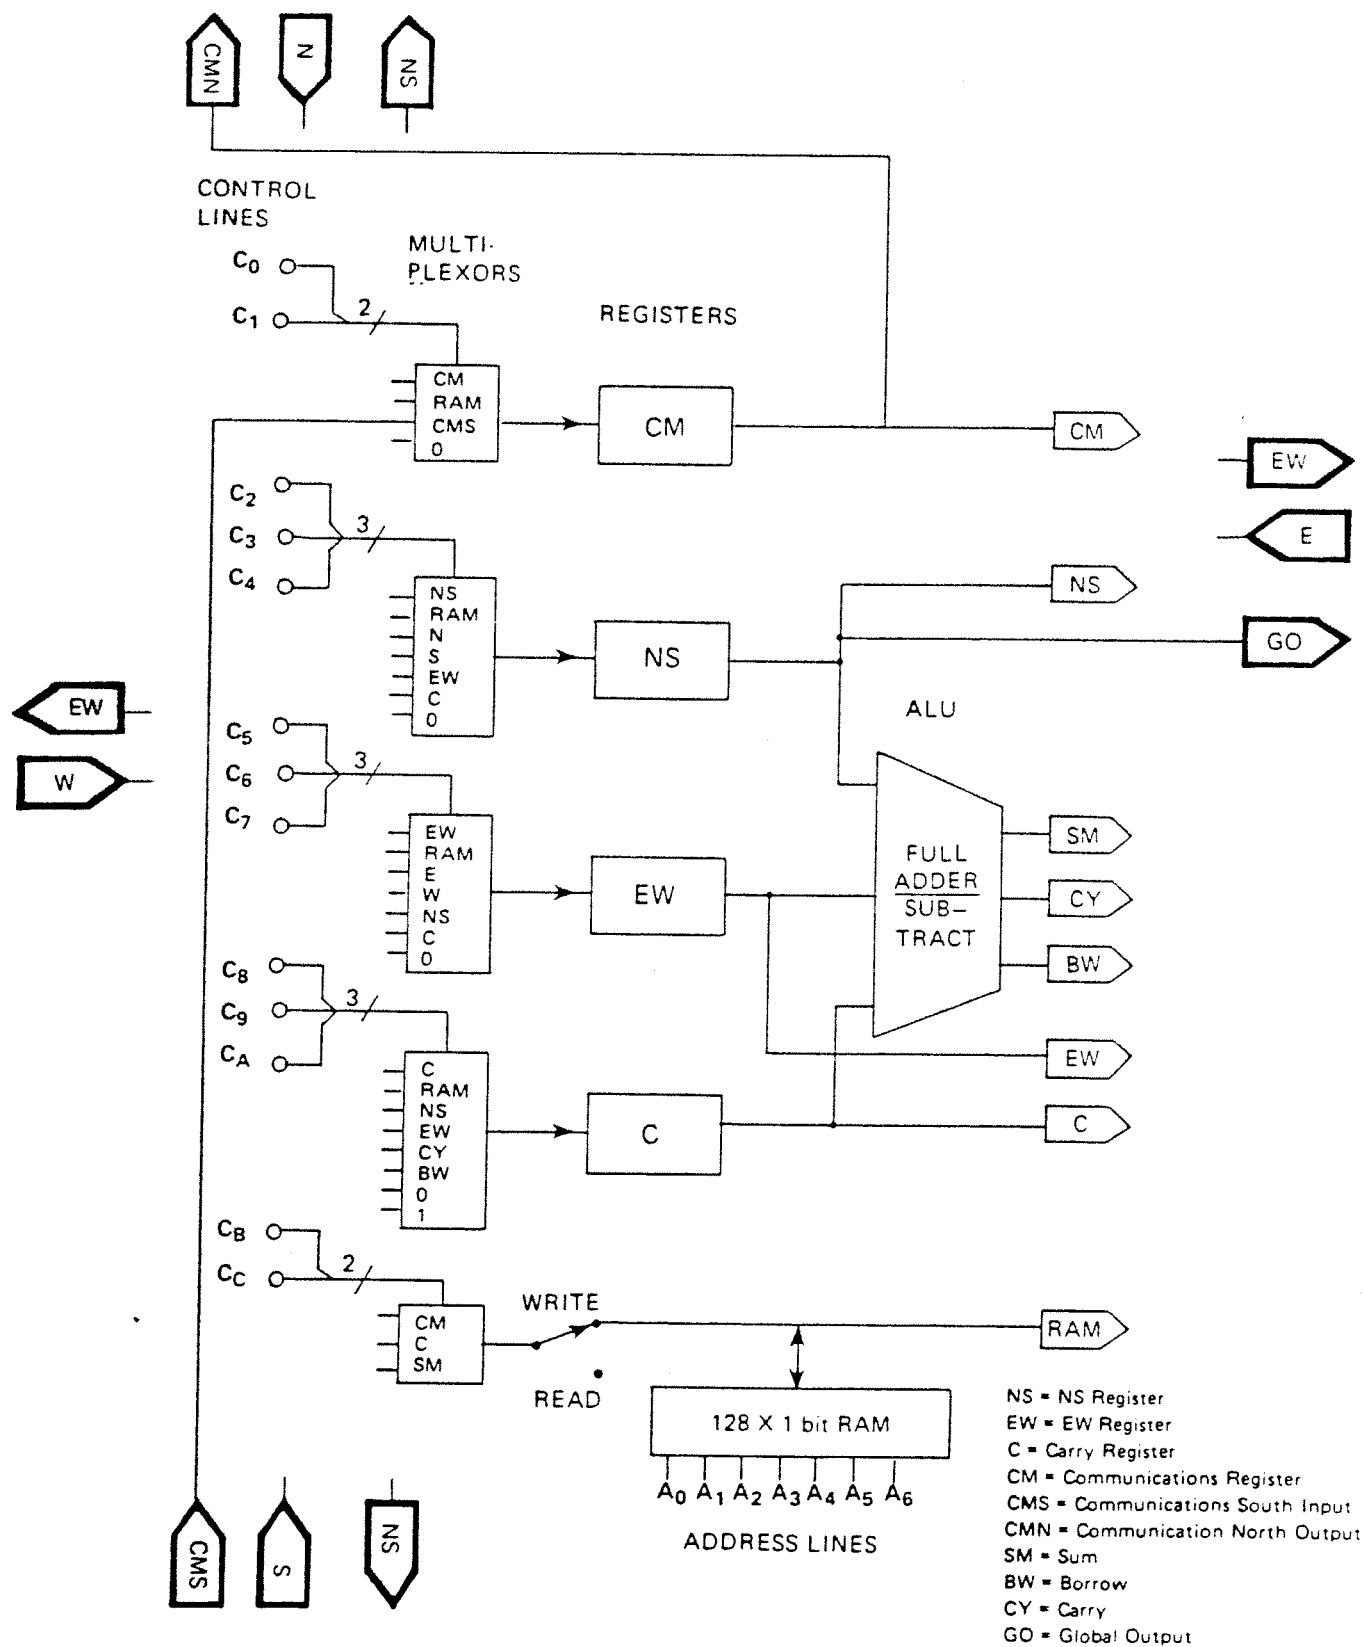 CMN
N
NS
CONTROL
LINES
MULTI-
PLEXORS
REGISTERS
C0
C1
2
CM
RAM
CMS
0
CM
CM
EW
E
C2
C3
C4
3
NS
RAM
N
S
EW
C
0
NS
NS
GO
EW
W
ALU
C5
C6
C7
3
EW
RAM
E
W
NS
C
0
EW
FULL
ADDER
SUB-
TRACT
SM
CY
BW
EW
C
C8
C9
CA
3
C
RAM
NS
EW
CY
BW
0
1
C
CB
CC
2
CM
C
SM
WRITE
READ
RAM
128 X 1 bit RAM
A0 A1 A2 A3 A4 A5 A6
ADDRESS LINES
CMS
S
NS
NS = NS Register
EW = EW Register
C = Carry Register
CM = Communications Register
CMS = Communications South Input
CMN = Communication North Output
SM = Sum
BW = Borrow
CY = Carry
GO = Global Output